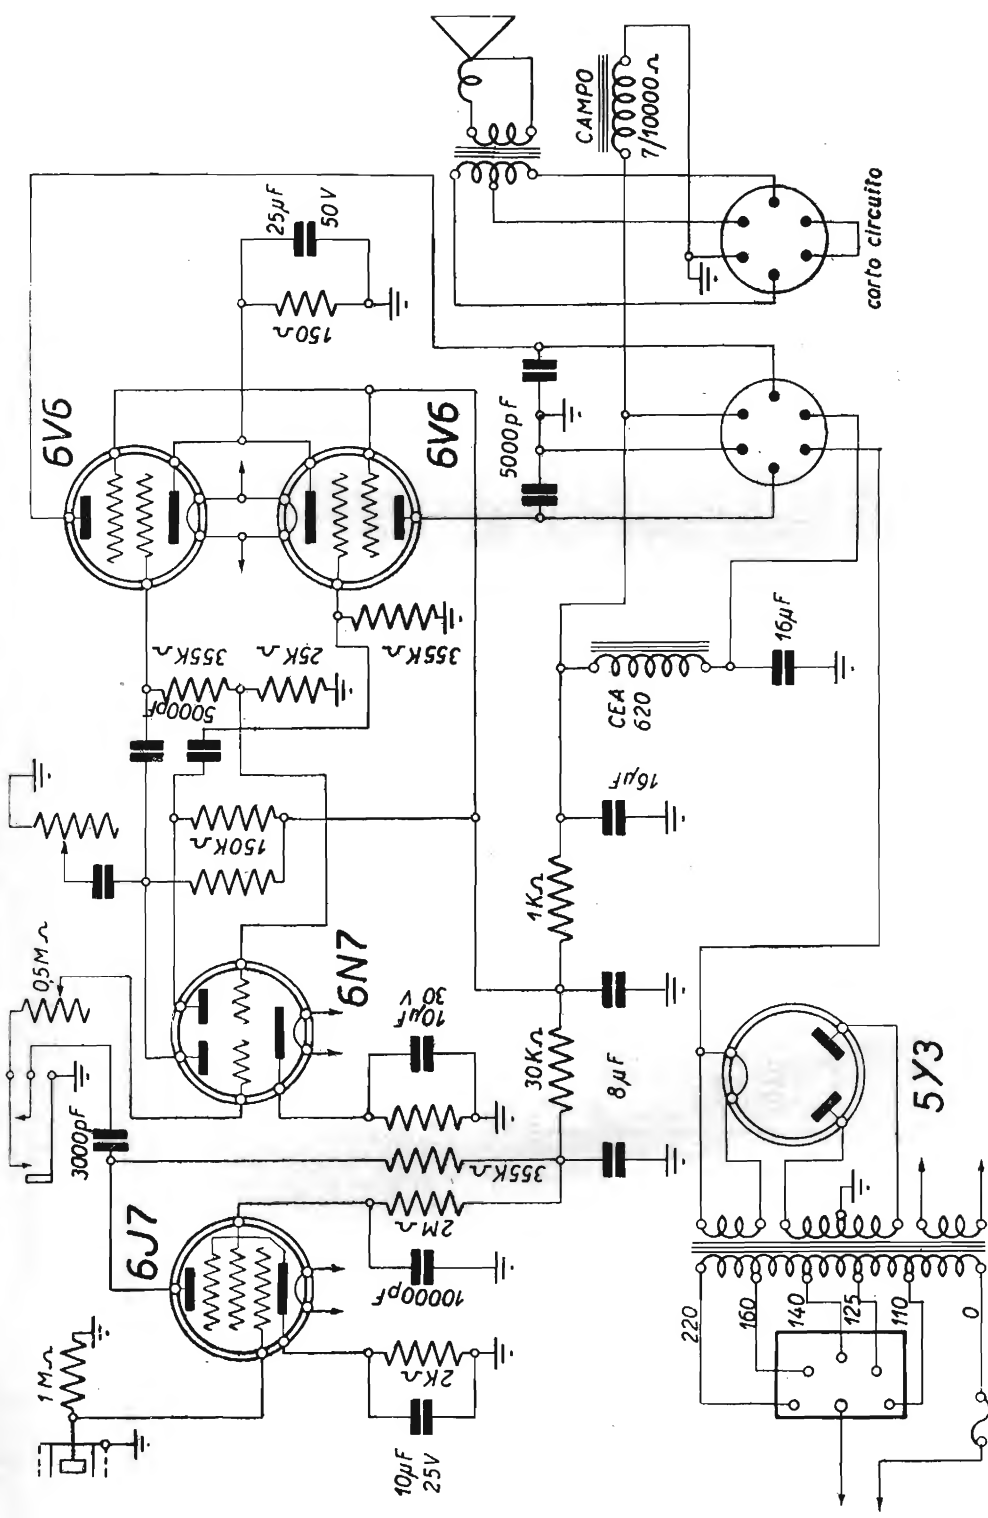 CAMPO
7/10000Ω
25µF
50V
150Ω
6V6
6V6
corto circuito
5000pF
355KΩ
25KΩ
355KΩ
5000pF
16µF
CEA
620
150KΩ
16µF
1KΩ
0,5MΩ
6N7
10µF
30V
30KΩ
8µF
5Y3
3000pF
355KΩ
2MΩ
6J7
10000pF
1MΩ
2KΩ
10µF
25V
220
160
140
125
110
0